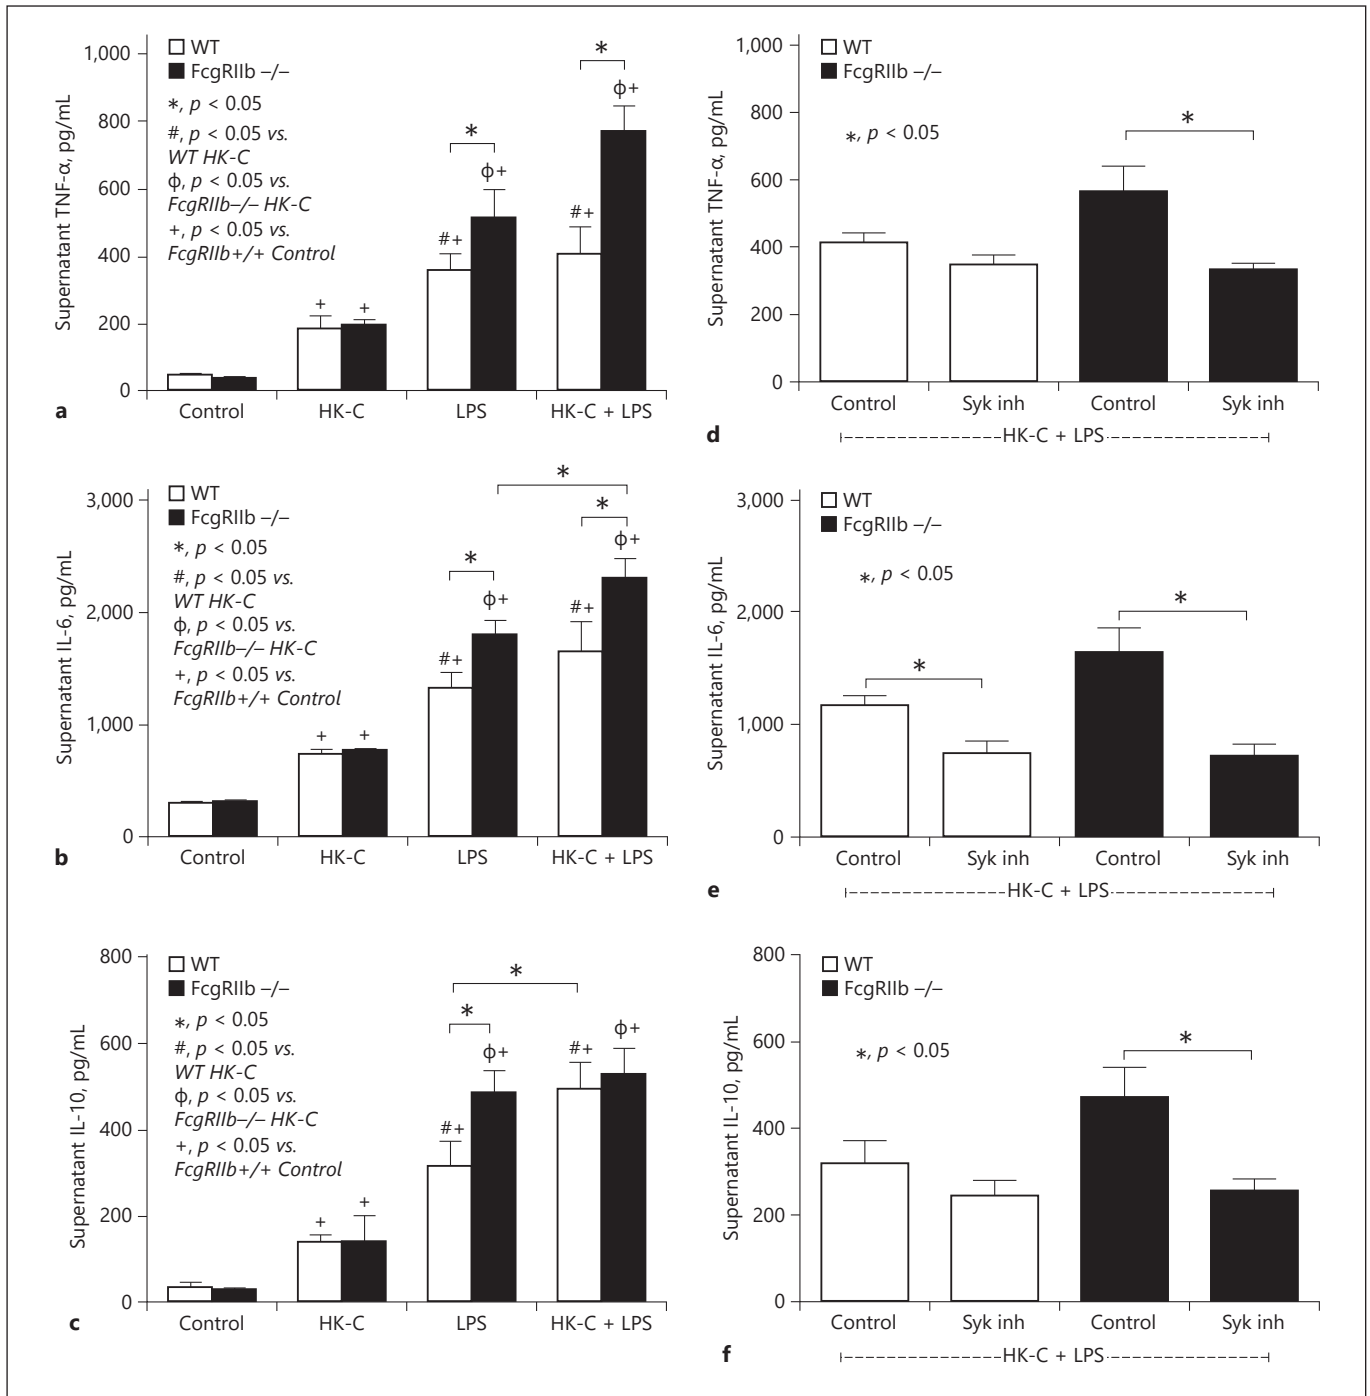 1,000
800
600
400
200
0
Supernatant TNF-α, pg/mL
WT
FcgRIIb –/–
*, p < 0.05
#, p < 0.05 vs.
WT HK-C
ϕ, p < 0.05 vs.
FcgRIIb–/– HK-C
+, p < 0.05 vs.
FcgRIIb+/+ Control
+
+
#+
*
ϕ+
#+
*
ϕ+
Control
HK-C
LPS
HK-C + LPS
a
1,000
800
600
400
200
0
Supernatant TNF-α, pg/mL
WT
FcgRIIb –/–
*, p < 0.05
*
Control
Syk inh
Control
Syk inh
HK-C + LPS
d
3,000
2,000
1,000
0
Supernatant IL-6, pg/mL
WT
FcgRIIb –/–
*, p < 0.05
#, p < 0.05 vs.
WT HK-C
ϕ, p < 0.05 vs.
FcgRIIb–/– HK-C
+, p < 0.05 vs.
FcgRIIb+/+ Control
+
+
#+
*
ϕ+
*
#+
*
ϕ+
Control
HK-C
LPS
HK-C + LPS
b
3,000
2,000
1,000
0
Supernatant IL-6, pg/mL
WT
FcgRIIb –/–
*, p < 0.05
*
*
Control
Syk inh
Control
Syk inh
HK-C + LPS
e
800
600
400
200
0
Supernatant IL-10, pg/mL
WT
FcgRIIb –/–
*, p < 0.05
#, p < 0.05 vs.
WT HK-C
ϕ, p < 0.05 vs.
FcgRIIb–/– HK-C
+, p < 0.05 vs.
FcgRIIb+/+ Control
+
+
#+
*
ϕ+
*
#+
ϕ+
Control
HK-C
LPS
HK-C + LPS
c
800
600
400
200
0
Supernatant IL-10, pg/mL
WT
FcgRIIb –/–
*, p < 0.05
*
Control
Syk inh
Control
Syk inh
HK-C + LPS
f